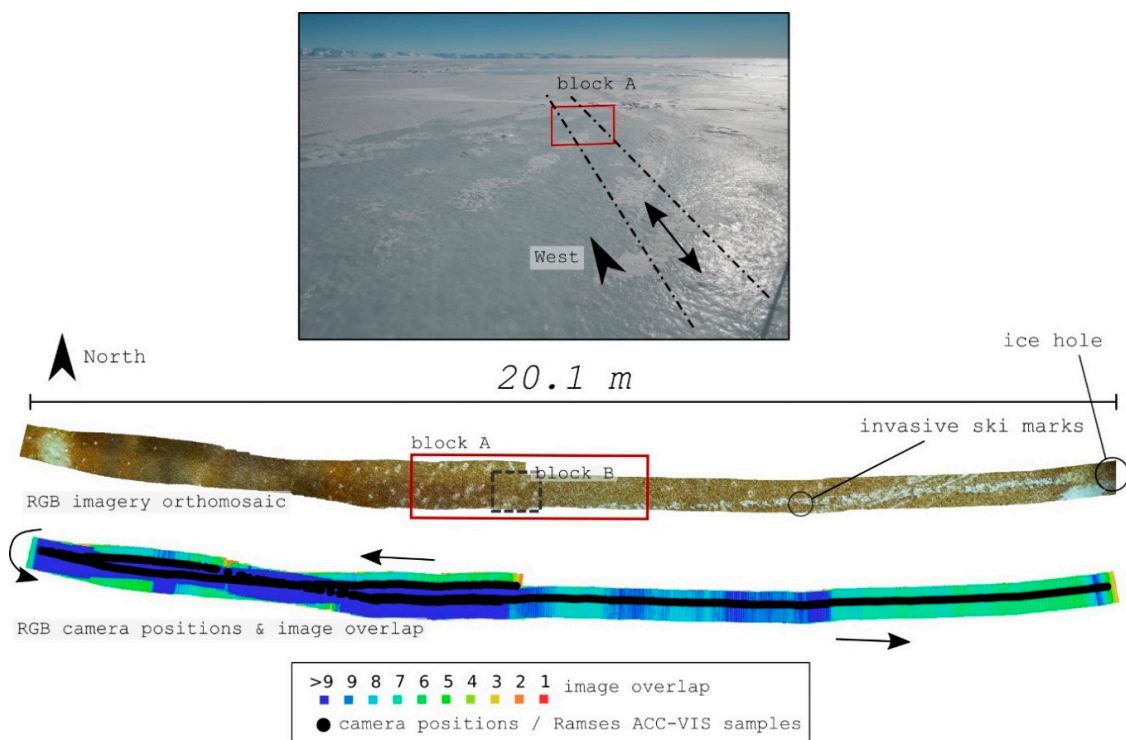 block A
West
North
20.1 m
ice hole
invasive ski marks
block A
block B
RGB imagery orthomosaic
RGB camera positions & image overlap
>9 9 8 7 6 5 4 3 2 1 image overlap
camera positions / Ramses ACC-VIS samples